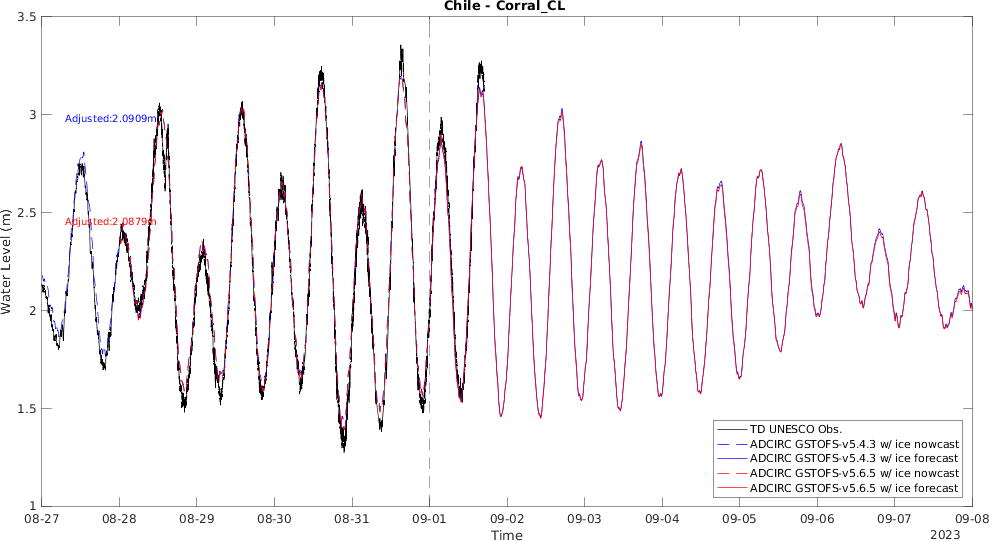 Chile - Corral_CL
3.5
3
2.5
2
1.5
1
Water Level (m)
Adjusted:2.0909m
Adjusted:2.0879m
TD UNESCO Obs.
ADCIRC GSTOFS-v5.4.3 w/ ice nowcast
ADCIRC GSTOFS-v5.4.3 w/ ice forecast
ADCIRC GSTOFS-v5.6.5 w/ ice nowcast
ADCIRC GSTOFS-v5.6.5 w/ ice forecast
08-27 08-28 08-29 08-30 08-31 09-01 09-02 09-03 09-04 09-05 09-06 09-07 09-08
Time
2023